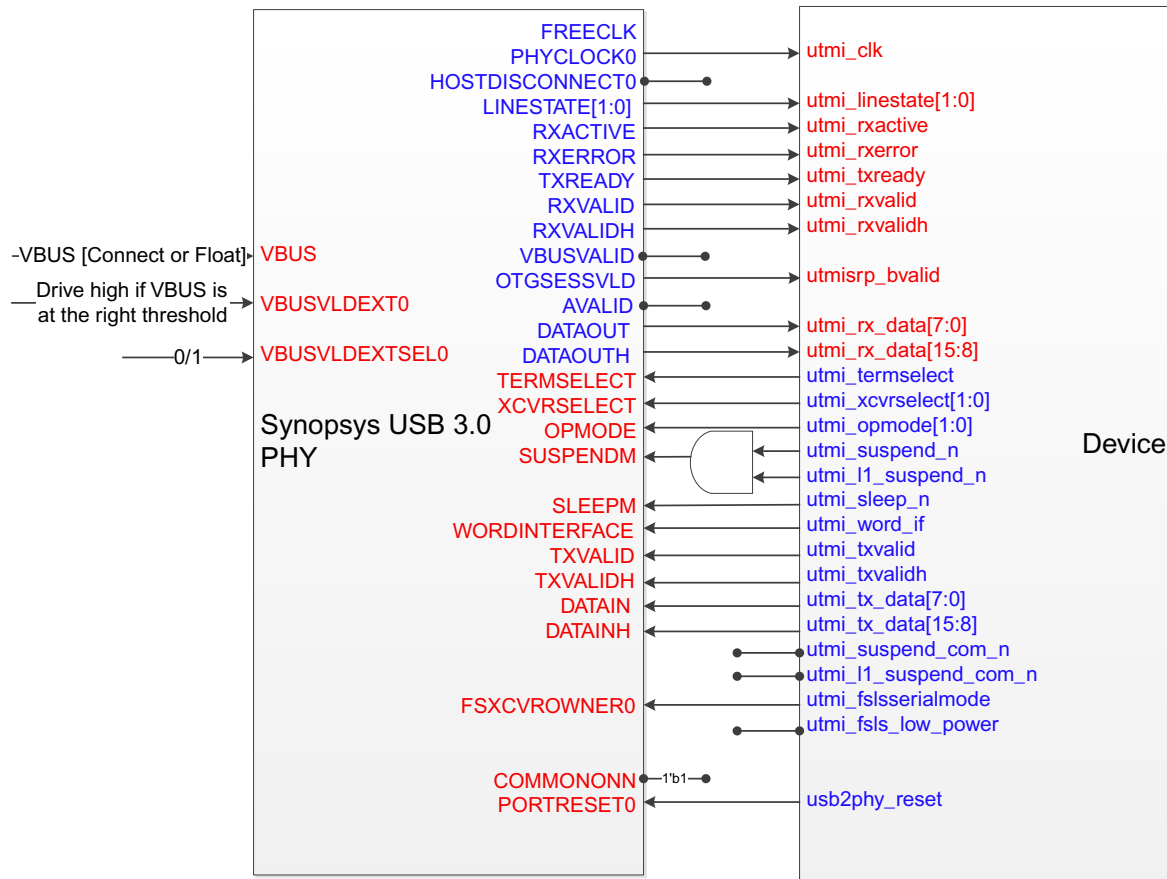 FREECLK
PHYCLOCK0
utmi_clk
HOSTDISCONNECT0
LINESTATE[1:0]
utmi_linestate[1:0]
RXACTIVE
utmi_rxactive
RXERROR
utmi_rxerror
TXREADY
utmi_txready
RXVALID
utmi_rxvalid
RXVALIDH
utmi_rxvalidh
-VBUS [Connect or Float]
VBUS
VBUSVALID
OTGSESSVLD
utmisrp_bvalid
Drive high if VBUS is
at the right threshold
VBUSVLDEXT0
AVALID
DATAOUT
utmi_rx_data[7:0]
0/1
VBUSVLDEXTSEL0
DATAOUTH
utmi_rx_data[15:8]
TERMSELECT
utmi_termselect
XCVRSELECT
utmi_xcvrselect[1:0]
Synopsys USB 3.0
PHY
OPMODE
utmi_opmode[1:0]
Device
SUSPENDM
utmi_suspend_n
utmi_l1_suspend_n
SLEEPM
utmi_sleep_n
WORDINTERFACE
utmi_word_if
TXVALID
utmi_txvalid
TXVALIDH
utmi_txvalidh
DATAIN
utmi_tx_data[7:0]
DATAINH
utmi_tx_data[15:8]
utmi_suspend_com_n
utmi_l1_suspend_com_n
FSXCVROWNER0
utmi_fslsserialmode
utmi_fsls_low_power
COMMONONN
1'b1
PORTRESET0
usb2phy_reset